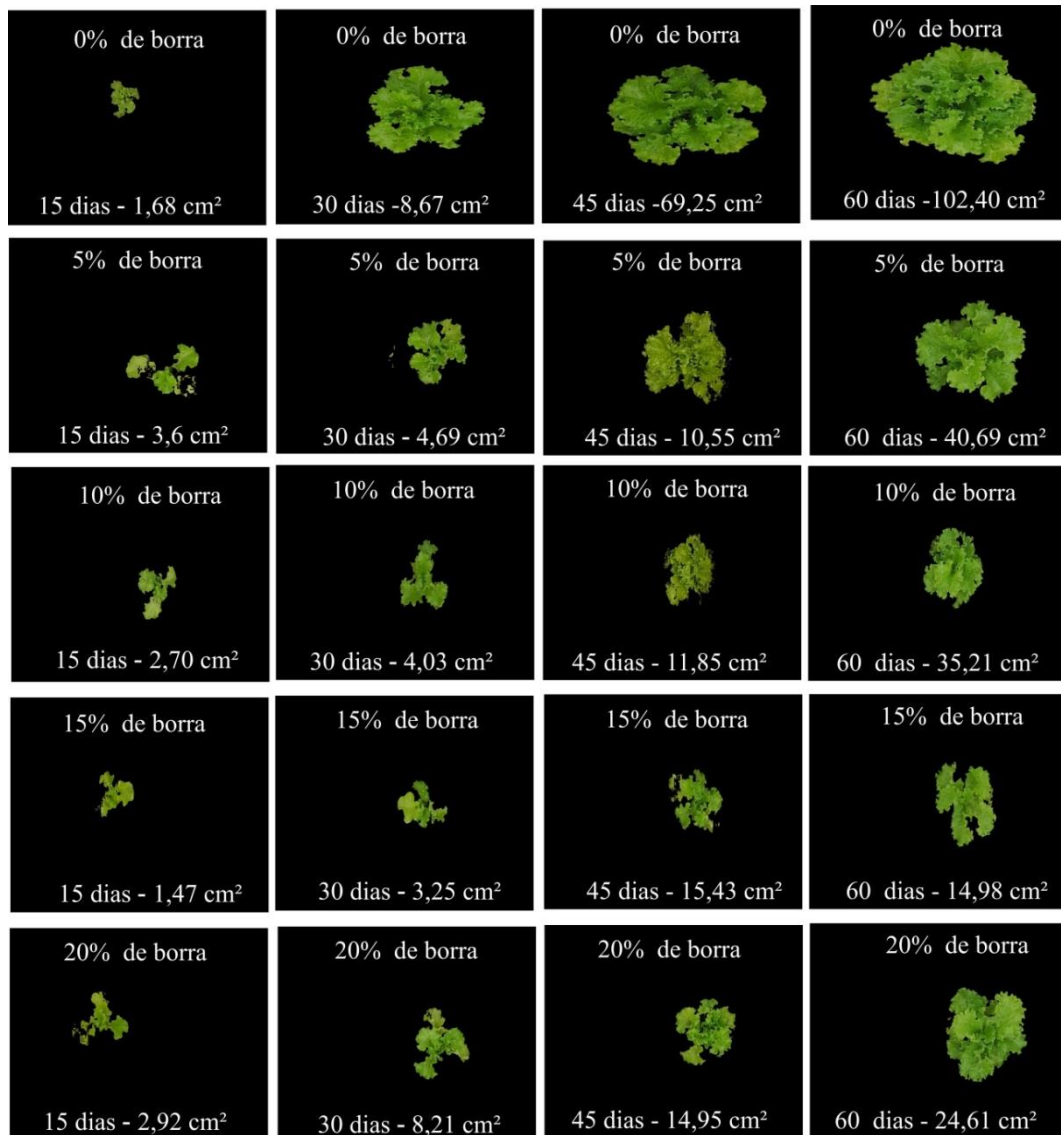 0% de borra
15 dias - 1,68 cm²
0% de borra
30 dias -8,67 cm²
0% de borra
45 dias -69,25 cm²
0% de borra
60 dias -102,40 cm²
5% de borra
15 dias - 3,6 cm²
5% de borra
30 dias - 4,69 cm²
5% de borra
45 dias - 10,55 cm²
5% de borra
60 dias - 40,69 cm²
10% de borra
15 dias - 2,70 cm²
10% de borra
30 dias - 4,03 cm²
10% de borra
45 dias - 11,85 cm²
10% de borra
60 dias - 35,21 cm²
15% de borra
15 dias - 1,47 cm²
15% de borra
30 dias - 3,25 cm²
15% de borra
45 dias - 15,43 cm²
15% de borra
60 dias - 14,98 cm²
20% de borra
15 dias - 2,92 cm²
20% de borra
30 dias - 8,21 cm²
20% de borra
45 dias - 14,95 cm²
20% de borra
60 dias - 24,61 cm²